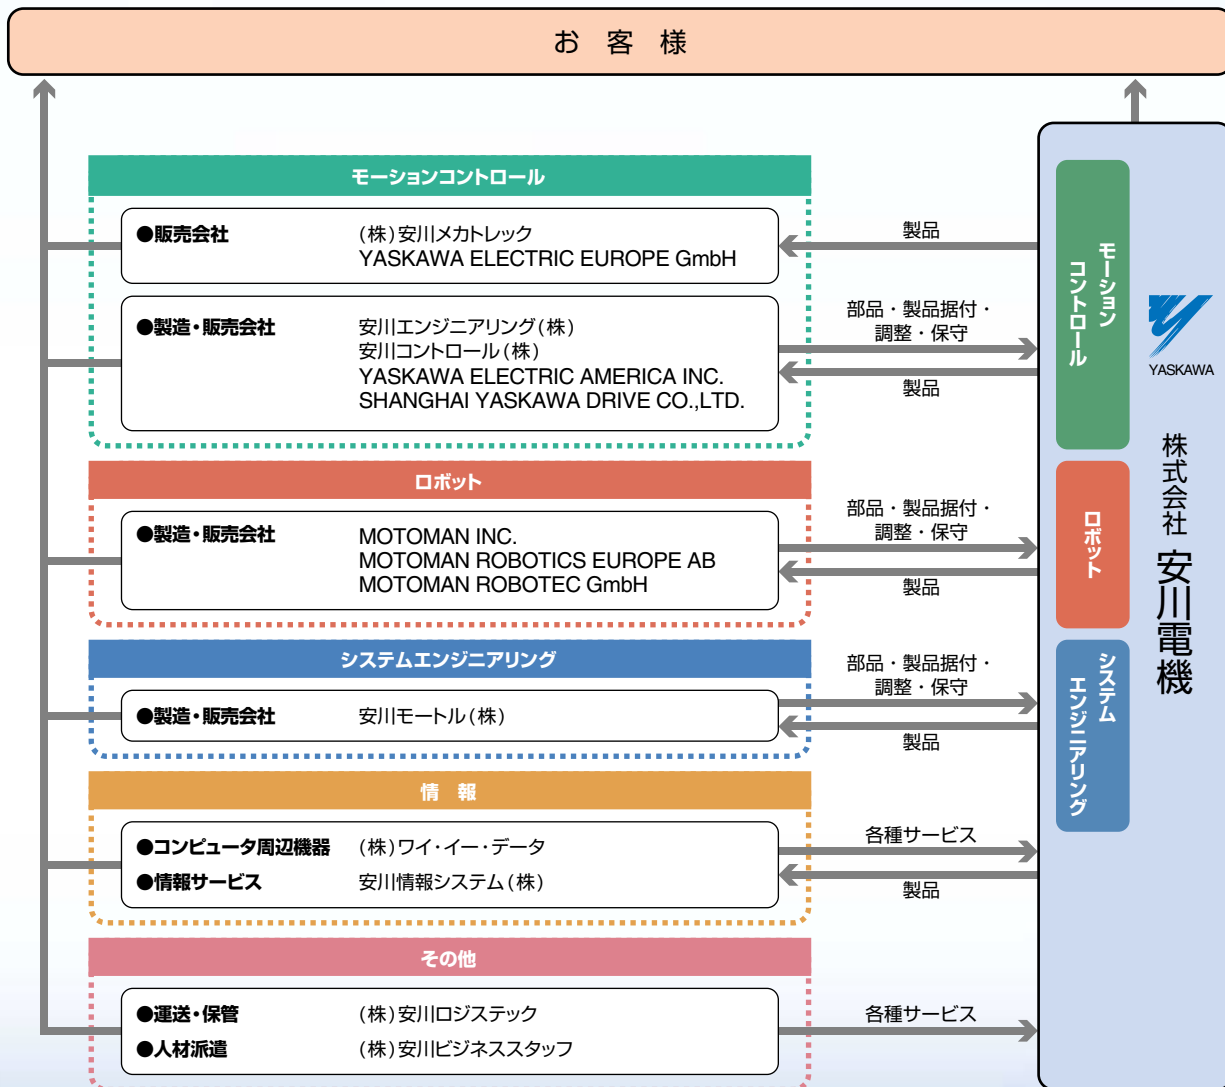 お 客 様
モーションコントロール
●販売会社
(株)安川メカトレック
YASKAWA ELECTRIC EUROPE GmbH
製品
●製造・販売会社
安川エンジニアリング(株)
安川コントロール(株)
YASKAWA ELECTRIC AMERICA INC.
SHANGHAI YASKAWA DRIVE CO.,LTD.
部品・製品据付・
調整・保守
製品
ロボット
●製造・販売会社
MOTOMAN INC.
MOTOMAN ROBOTICS EUROPE AB
MOTOMAN ROBOTEC GmbH
部品・製品据付・
調整・保守
製品
システムエンジニアリング
●製造・販売会社
安川モートル(株)
部品・製品据付・
調整・保守
製品
情 報
●コンピュータ周辺機器
(株)ワイ・イー・データ
●情報サービス
安川情報システム(株)
各種サービス
製品
その他
●運送・保管
(株)安川ロジステック
●人材派遣
(株)安川ビジネススタッフ
各種サービス
モーション
コントロール
ロボット
システム
エンジニアリング
YASKAWA
株式会社 安川電機